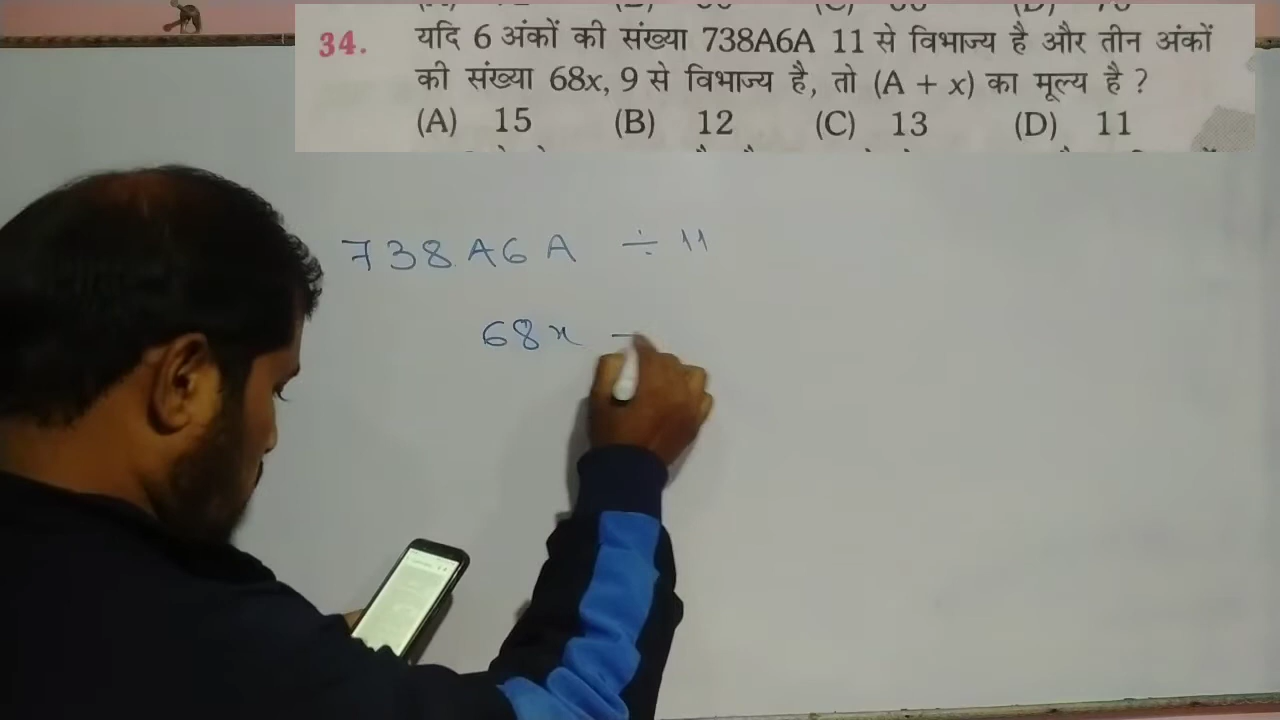 34. यदि 6 अंकों की संख्या 738A6A 11 से विभाज्य है और तीन अंकों
की संख्या 68x, 9 से विभाज्य है, तो (A + x) का मूल्य है ?
(A) 15 (B) 12 (C) 13 (D) 11
738A6A ÷ 11
68x